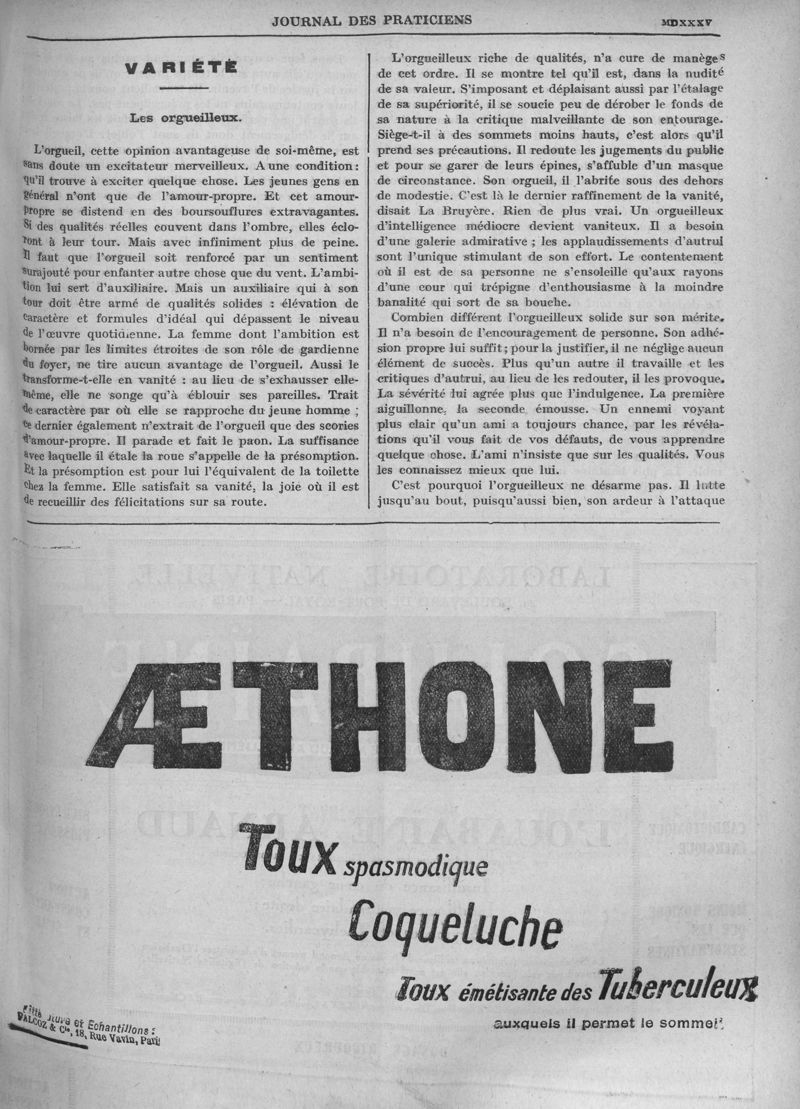 JOURNAL DES PRATICIENS
MDXXXV
VARIÉTÉ
Les orgueilleux.
L'orgueil, cette opinion avantageuse de soi-même, est
sans doute un excitateur merveilleux. A une condition :
qu'il trouve à exciter quelque chose. Les jeunes gens en
général n'ont que de l'amour-propre. Et cet amour-
propre se distend en des boursouflures extravagantes.
Si des qualités réelles couvent dans l'ombre, elles éclo-
ront à leur tour. Mais avec infiniment plus de peine.
Il faut que l'orgueil soit renforcé par un sentiment
surajouté pour enfanter autre chose que du vent. L'ambi-
tion lui sert d'auxiliaire. Mais un auxiliaire qui à son
tour doit être armé de qualités solides : élévation de
caractère et formules d'idéal qui dépassent le niveau
de l'œuvre quotidienne. La femme dont l'ambition est
bornée par les limites étroites de son rôle de gardienne
du foyer, ne tire aucun avantage de l'orgueil. Aussi le
transforme-t-elle en vanité : au lieu de s'exhausser elle-
même, elle ne songe qu'à éblouir ses pareilles. Trait
de caractère par où elle se rapproche du jeune homme ;
ce dernier également n'extrait de l'orgueil que des scories
d'amour-propre. Il parade et fait le paon. La suffisance
avec laquelle il étale la roue s'appelle de la présomption.
Et la présomption est pour lui l'équivalent de la toilette
chez la femme. Elle satisfait sa vanité, la joie où il est
de recueillir des félicitations sur sa route.
L'orgueilleux riche de qualités, n'a cure de manèges
de cet ordre. Il se montre tel qu'il est, dans la nudité
de sa valeur. S'imposant et déplaisant aussi par l'étalage
de sa supériorité, il se soucie peu de dérober le fonds de
sa nature à la critique malveillante de son entourage.
Siège-t-il à des sommets moins hauts, c'est alors qu'il
prend ses précautions. Il redoute les jugements du public
et pour se garer de leurs épines, s'affuble d'un masque
de circonstance. Son orgueil, il l'abrite sous des dehors
de modestie. C'est là le dernier raffinement de la vanité,
disait La Bruyère. Rien de plus vrai. Un orgueilleux
d'intelligence médiocre devient vaniteux. Il a besoin
d'une galerie admirative ; les applaudissements d'autrui
sont l'unique stimulant de son effort. Le contentement
où il est de sa personne ne s'ensoleille qu'aux rayons
d'une cour qui trépigne d'enthousiasme à la moindre
banalité qui sort de sa bouche.
Combien différent l'orgueilleux solide sur son mérite.
Il n'a besoin de l'encouragement de personne. Son adhé-
sion propre lui suffit ; pour la justifier, il ne néglige aucun
élément de succès. Plus qu'un autre il travaille et les
critiques d'autrui, au lieu de les redouter, il les provoque.
La sévérité lui agrée plus que l'indulgence. La première
aiguillonne, la seconde émousse. Un ennemi voyant
plus clair qu'un ami a toujours chance, par les révéla-
tions qu'il vous fait de vos défauts, de vous apprendre
quelque chose. L'ami n'insiste que sur les qualités. Vous
les connaissez mieux que lui.
C'est pourquoi l'orgueilleux ne désarme pas. Il lutte
jusqu'au bout, puisqu'aussi bien, son ardeur à l'attaque
ÆTHONE
Toux spasmodique
Coqueluche
Toux émétisante des Tuberculeux
auxquels il permet le sommeil
et Échantillons :
FALCOZ & Cie, 18, Rue Vavin, Paris